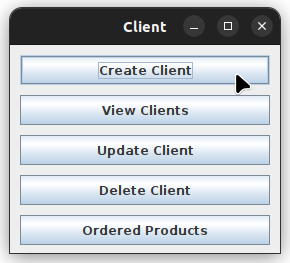 Client
Create Client
View Clients
Update Client
Delete Client
Ordered Products